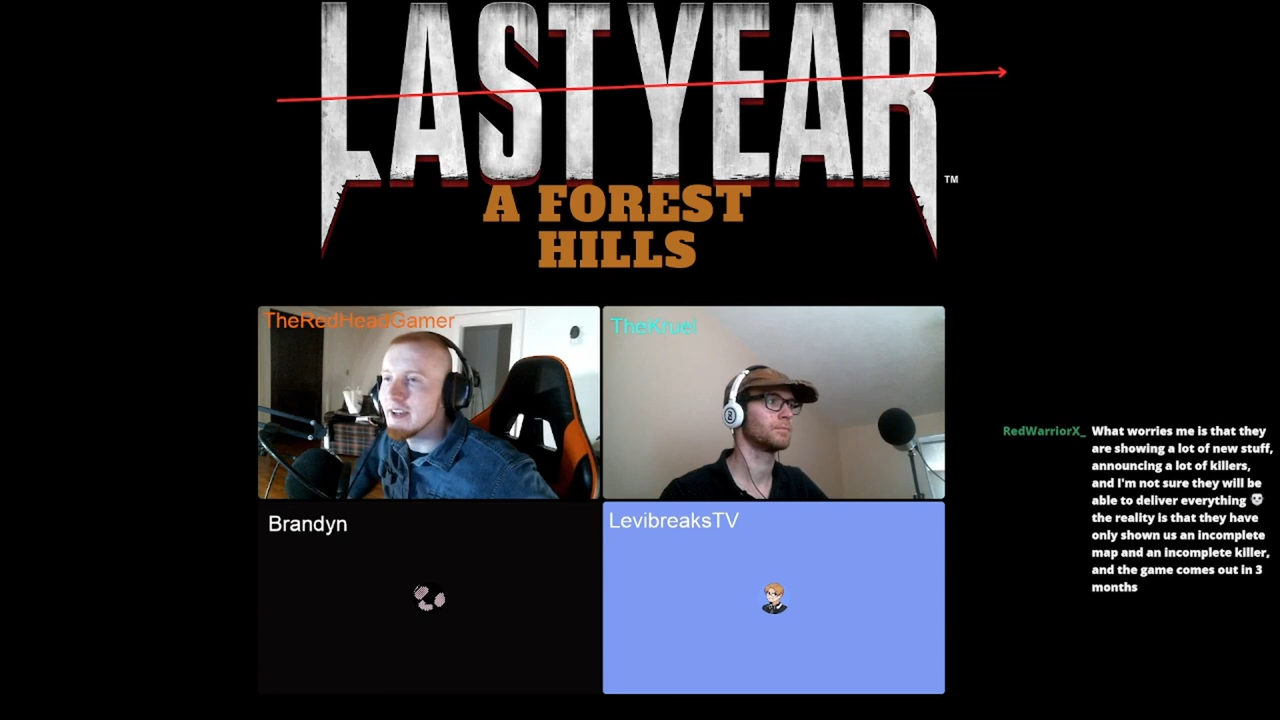 LAST YEAR
TM
A FOREST
HILLS
TheRedHeadGamer
TheKruel
Brandyn
LevibreaksTV
RedWarriorX_ What worries me is that they
are showing a lot of new stuff,
announcing a lot of killers,
and I'm not sure they will be
able to deliver everything 💀
the reality is that they have
only shown us an incomplete
map and an incomplete killer,
and the game comes out in 3
months